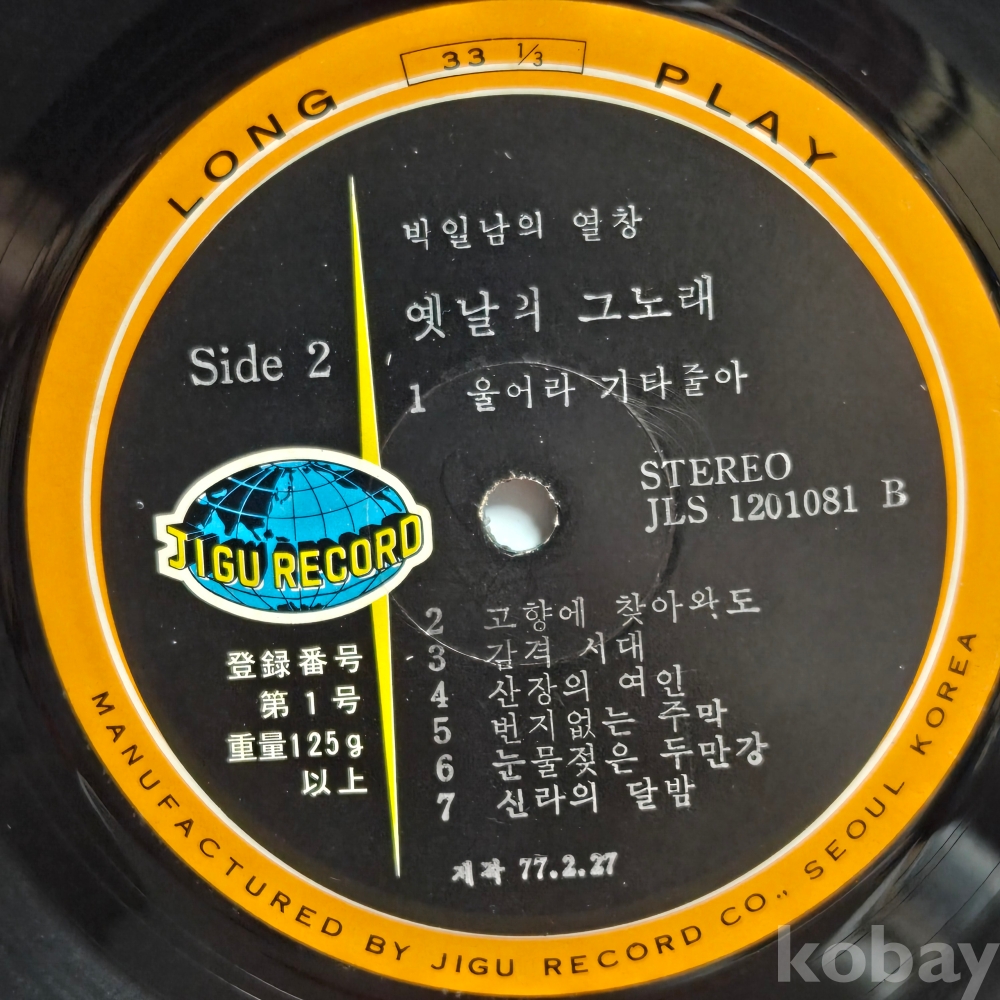 LONG PLAY
33 1/3
박일남의 열창
옛날의 그노래
Side 2
1 울어라 기타줄아
STEREO
JLS 1201081 B
JIGU RECORD
2 고향에 찾아와도
3 감격 시대
4 산장의 여인
5 번지없는 주막
6 눈물젖은 두만강
7 신라의 달밤
登録番号
第1号
重量125g
以上
제작 77.2.27
MANUFACTURED BY JIGU RECORD CO., SEOUL KOREA
kobay